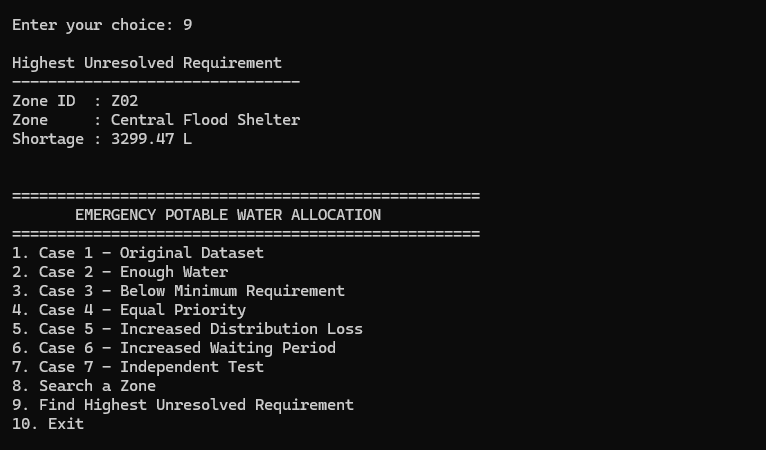 Enter your choice: 9
Highest Unresolved Requirement
--------------------------------
Zone ID  : Z02
Zone     : Central Flood Shelter
Shortage : 3299.47 L
====================================================
       EMERGENCY POTABLE WATER ALLOCATION
====================================================
1. Case 1 - Original Dataset
2. Case 2 - Enough Water
3. Case 3 - Below Minimum Requirement
4. Case 4 - Equal Priority
5. Case 5 - Increased Distribution Loss
6. Case 6 - Increased Waiting Period
7. Case 7 - Independent Test
8. Search a Zone
9. Find Highest Unresolved Requirement
10. Exit